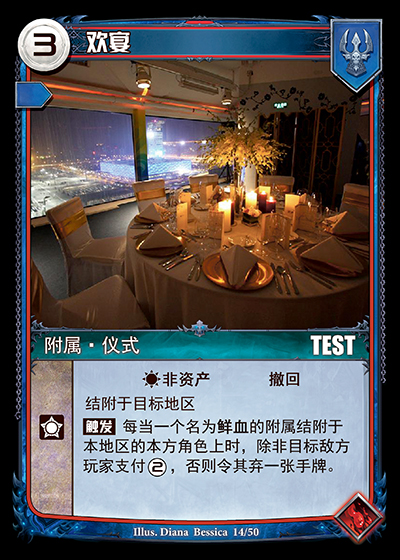 3 欢宴
附属·仪式 TEST
非资产 撤回
结附于目标地区
触发 每当一个名为鲜血的附属结附于
本地区的本方角色上时，除非目标敌方
玩家支付②，否则令其弃一张手牌。
Illus. Diana Bessica 14/50